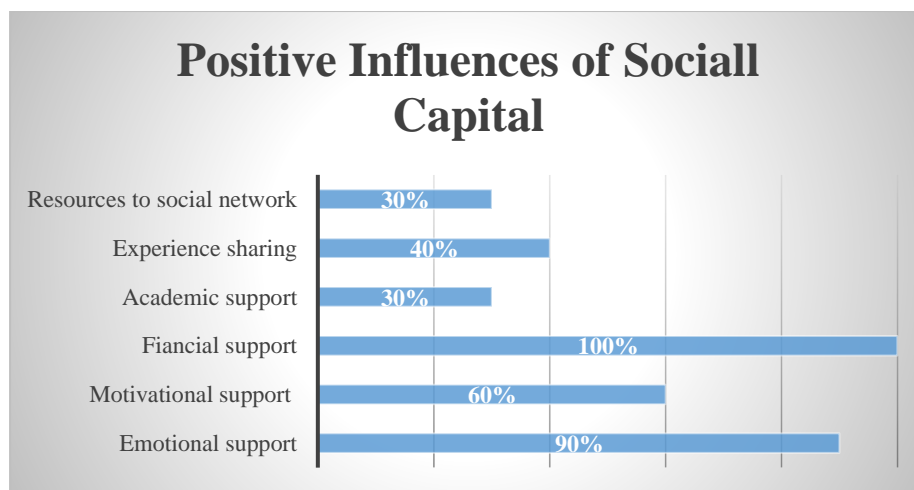 Positive Influences of Sociall
Capital
Resources to social network
30%
Experience sharing
40%
Academic support
30%
Fiancial support
100%
Motivational support
60%
Emotional support
90%